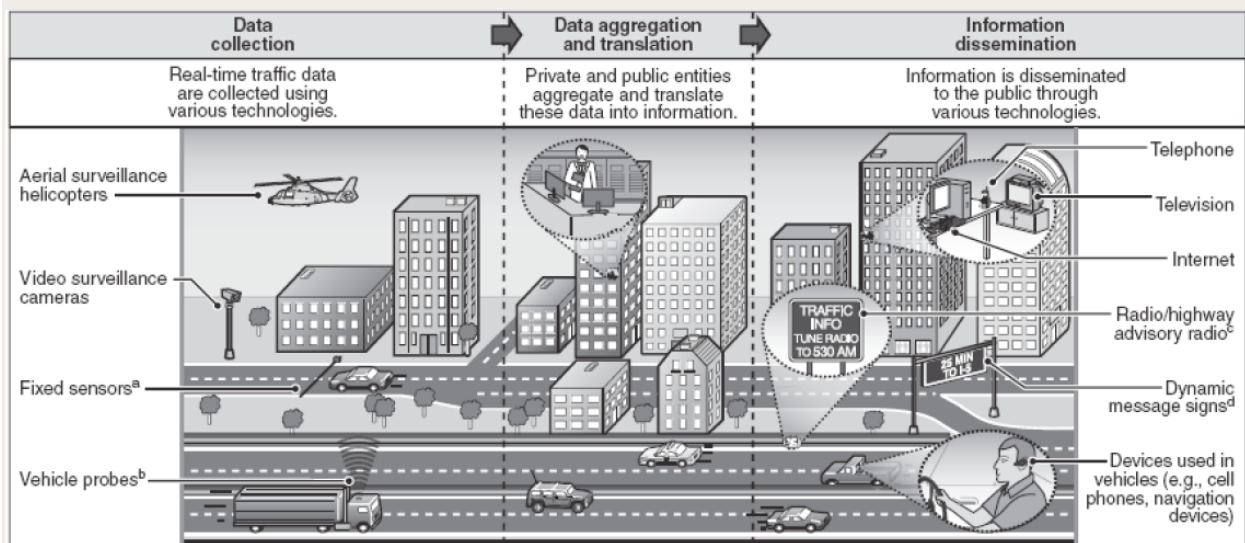 Data
collection
Data aggregation
and translation
Information
dissemination
Real-time traffic data
are collected using
various technologies.
Private and public entities
aggregate and translate
these data into information.
Information is disseminated
to the public through
various technologies.
Aerial surveillance
helicopters
Video surveillance
cameras
Fixed sensorsᵃ
Vehicle probesᵇ
TRAFFIC
INFO
TUNE RADIO
TO 530 AM
25 MIN
TO I-5
Telephone
Television
Internet
Radio/highway
advisory radioᶜ
Dynamic
message signsᵈ
Devices used in
vehicles (e.g., cell
phones, navigation
devices)